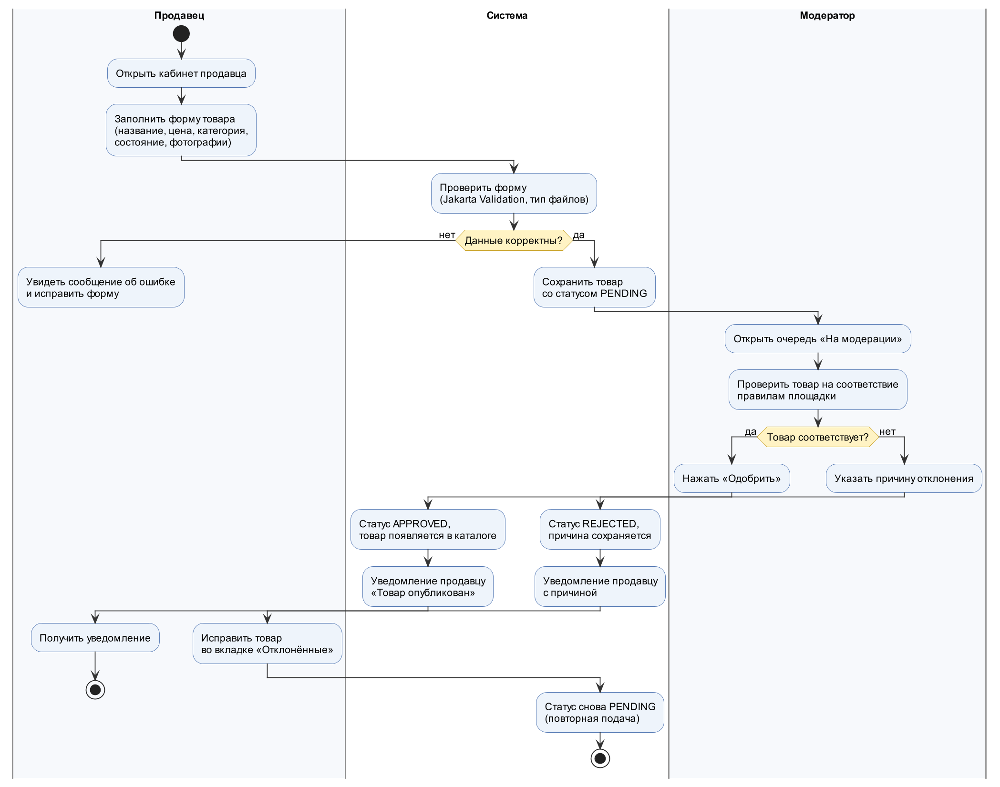 Продавец
Система
Модератор
Открыть кабинет продавца
Заполнить форму товара
(название, цена, категория,
состояние, фотографии)
Проверить форму
(Jakarta Validation, тип файлов)
нет
Данные корректны?
да
Увидеть сообщение об ошибке
и исправить форму
Сохранить товар
со статусом PENDING
Открыть очередь «На модерации»
Проверить товар на соответствие
правилам площадки
да
Товар соответствует?
нет
Нажать «Одобрить»
Указать причину отклонения
Статус APPROVED,
товар появляется в каталоге
Статус REJECTED,
причина сохраняется
Уведомление продавцу
«Товар опубликован»
Уведомление продавцу
с причиной
Получить уведомление
Исправить товар
во вкладке «Отклонённые»
Статус снова PENDING
(повторная подача)